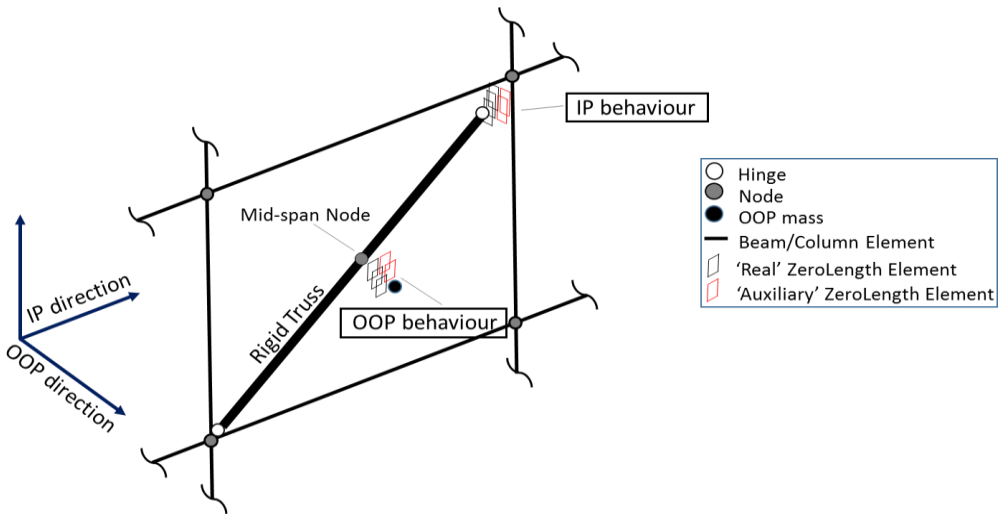 IP behaviour
Mid-span Node
Rigid Truss
OOP behaviour
IP direction
OOP direction
Hinge
Node
OOP mass
Beam/Column Element
‘Real’ ZeroLength Element
‘Auxiliary’ ZeroLength Element